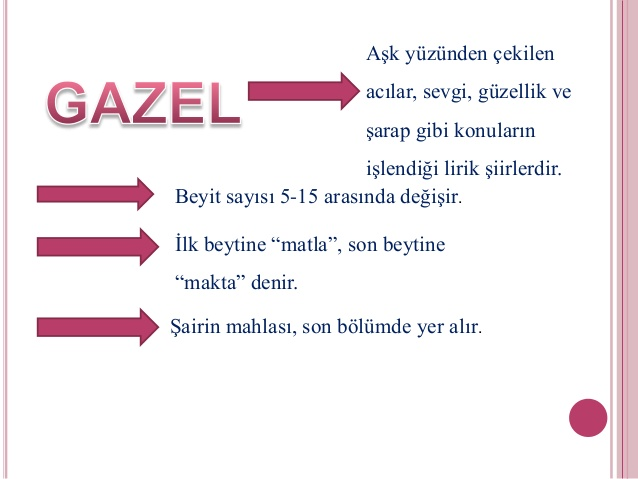 GAZEL
Aşk yüzünden çekilen
acılar, sevgi, güzellik ve
şarap gibi konuların
işlendiği lirik şiirlerdir.
Beyit sayısı 5-15 arasında değişir.
İlk beytine “matla”, son beytine
“makta” denir.
Şairin mahlası, son bölümde yer alır.